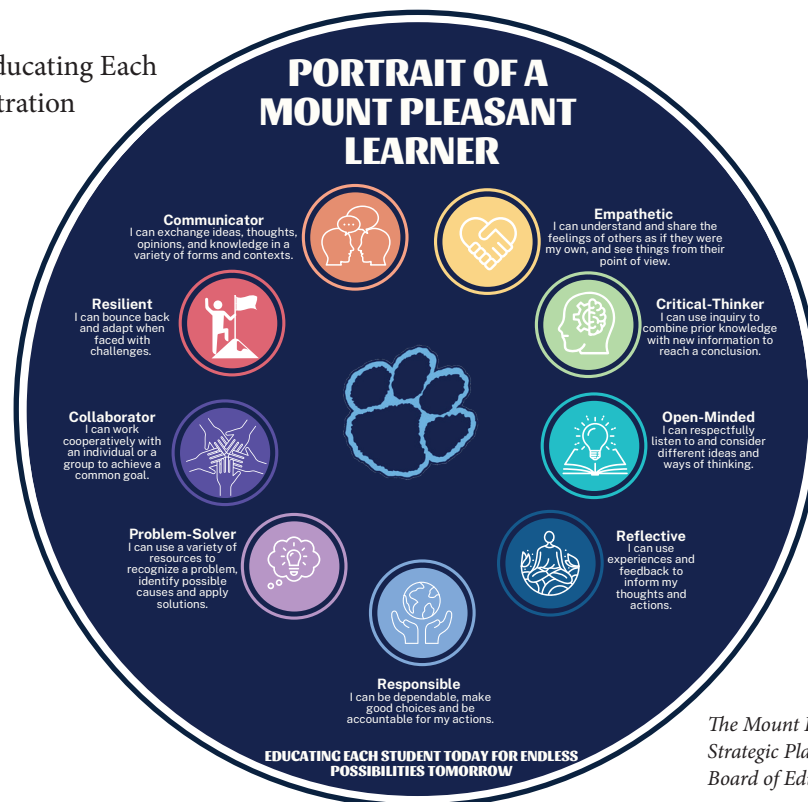 ducating Each
tration
PORTRAIT OF A
MOUNT PLEASANT
LEARNER
Communicator
I can exchange ideas, thoughts,
opinions, and knowledge in a
variety of forms and contexts.
Empathetic
I can understand and share the
feelings of others as if they were
my own, and see things from their
point of view.
Resilient
I can bounce back
and adapt when
faced with
challenges.
Critical-Thinker
I can use inquiry to
combine prior knowledge
with new information to
reach a conclusion.
Collaborator
I can work
cooperatively with
an individual or a
group to achieve a
common goal.
Open-Minded
I can respectfully
listen to and consider
different ideas and
ways of thinking.
Problem-Solver
I can use a variety of
resources to
recognize a problem,
identify possible
causes and apply
solutions.
Reflective
I can use
experiences and
feedback to
inform my
thoughts and
actions.
Responsible
I can be dependable, make
good choices and be
accountable for my actions.
EDUCATING EACH STUDENT TODAY FOR ENDLESS
POSSIBILITIES TOMORROW
The Mount
Strategic Pla
Board of Ed